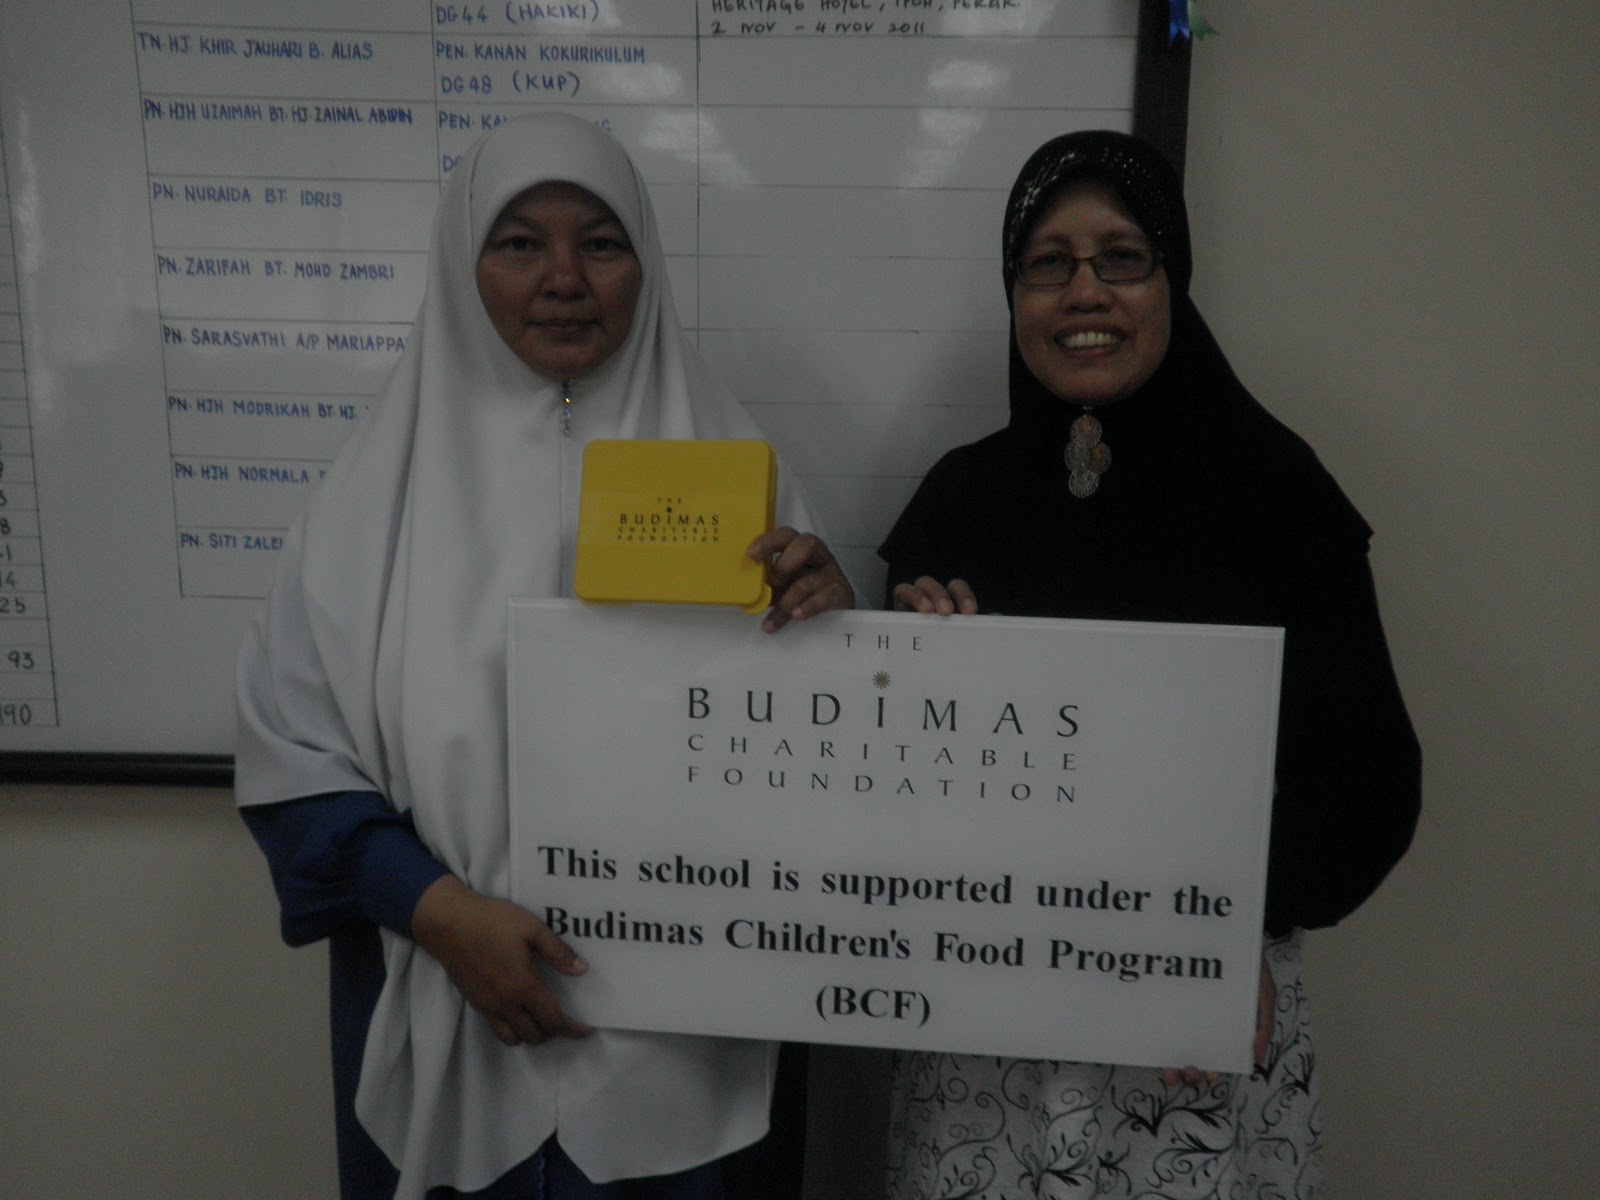 DG44 (HAKIKI)
HERITAGE HOTEL, IPOH, PERAK.
2 NOV - 4 NOV 2011
TN. HJ. KHIR JAUHARI B. ALIAS
PEN. KANAN KOKURIKULUM
DG48 (KUP)
PN. HJH UZAIMAH BT. HJ. ZAINAL ABIDIN
PEN.
PN. NURAIDA BT. IDRIS
PN. ZARIFAH BT. MOHD ZAMBRI
PN. SARASVATHI A/P
PN. HJH MODRIKAH BT. HJ.
PN. HJH NORMALA
PN. SITI
14
25
93
190
THE
BUDIMAS
CHARITABLE
FOUNDATION
THE
BUDIMAS
CHARITABLE
FOUNDATION
This school is supported under the
Budimas Children's Food Program
(BCF)